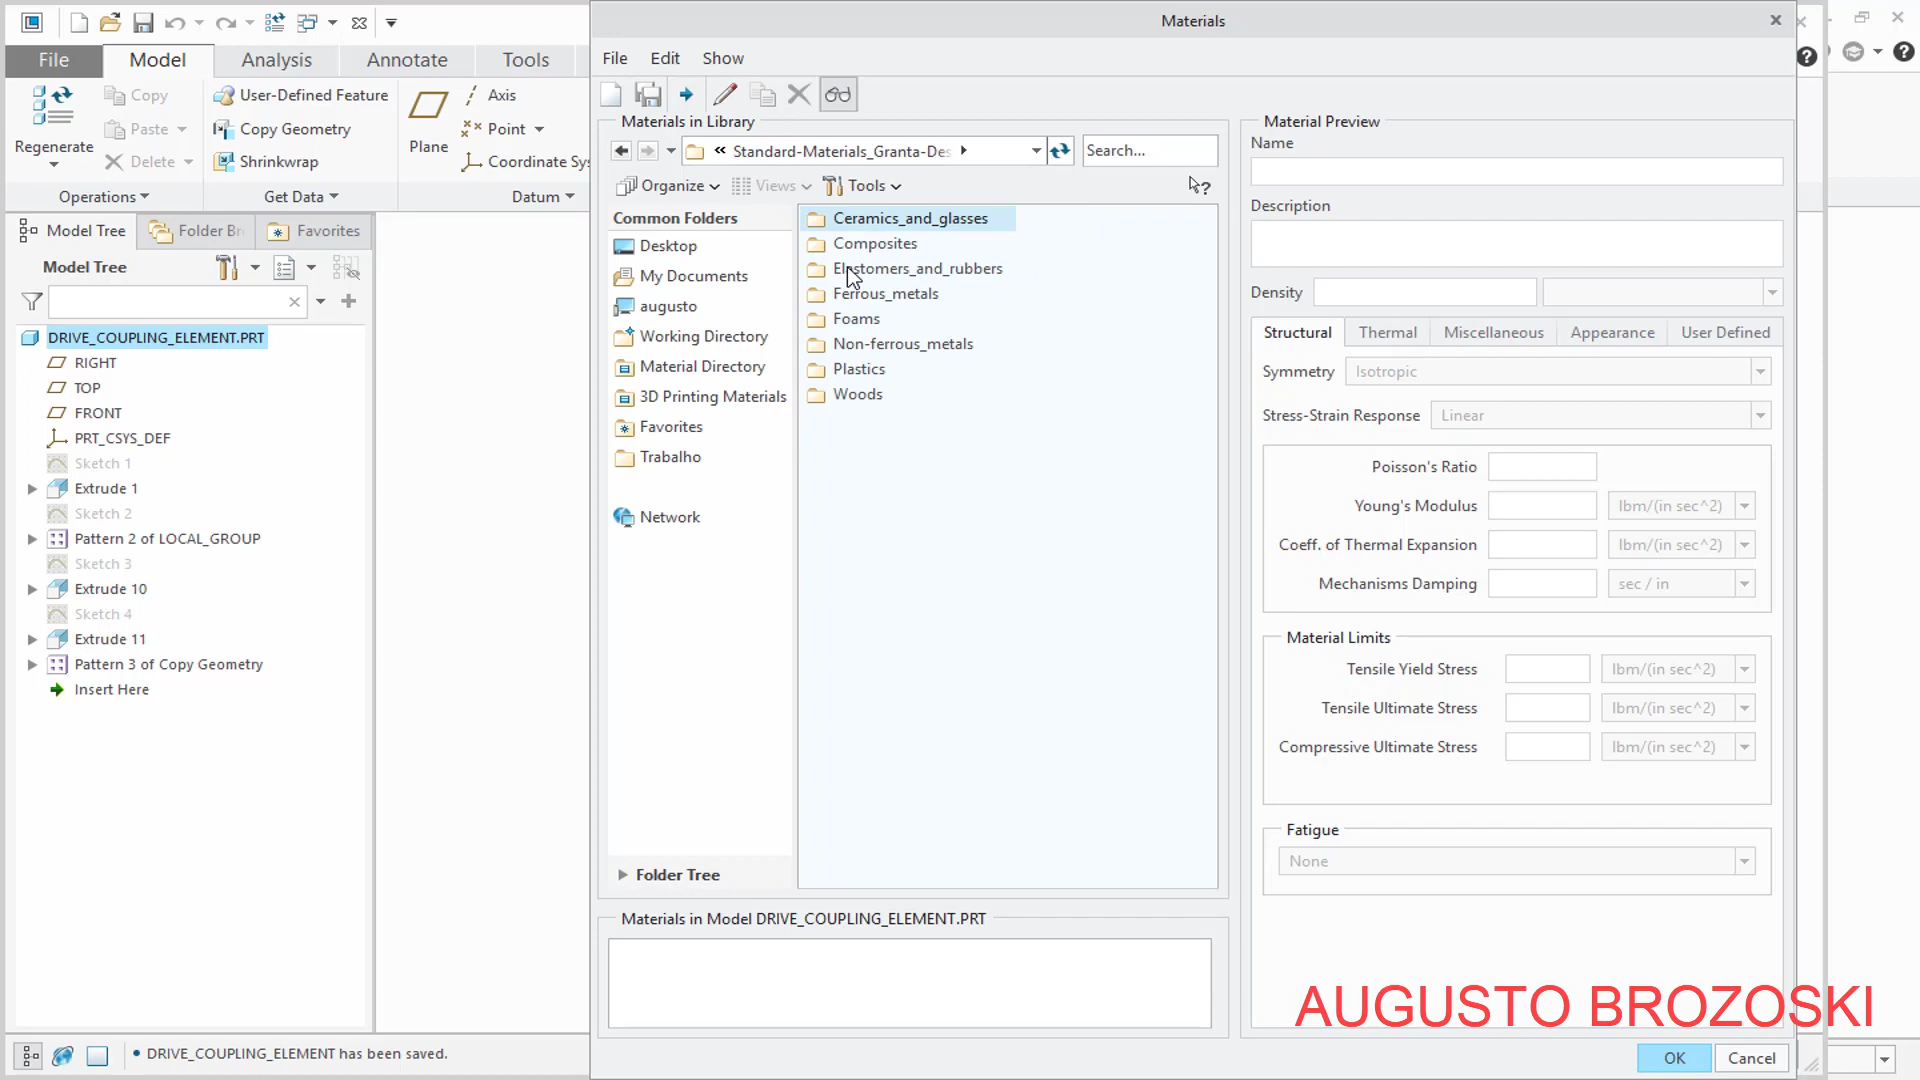 Materials
File
Model
Analysis
Annotate
Tools
File
Edit
Show
Regenerate
Copy
Paste
Delete
User-Defined Feature
Copy Geometry
Shrinkwrap
Plane
Axis
Point
Coordinate Sy
Operations
Get Data
Datum
Model Tree
Folder Br
Favorites
Model Tree
DRIVE_COUPLING_ELEMENT.PRT
RIGHT
TOP
FRONT
PRT_CSYS_DEF
Sketch 1
Extrude 1
Sketch 2
Pattern 2 of LOCAL_GROUP
Sketch 3
Extrude 10
Sketch 4
Extrude 11
Pattern 3 of Copy Geometry
Insert Here
DRIVE_COUPLING_ELEMENT has been saved.
Materials in Library
Standard-Materials_Granta-Des
Search...
Organize
Views
Tools
Common Folders
Desktop
My Documents
augusto
Working Directory
Material Directory
3D Printing Materials
Favorites
Trabalho
Network
Folder Tree
Ceramics_and_glasses
Composites
Elastomers_and_rubbers
Ferrous_metals
Foams
Non-ferrous_metals
Plastics
Woods
Materials in Model DRIVE_COUPLING_ELEMENT.PRT
Material Preview
Name
Description
Density
Structural
Thermal
Miscellaneous
Appearance
User Defined
Symmetry
Isotropic
Stress-Strain Response
Linear
Poisson's Ratio
Young's Modulus
lbm/(in sec^2)
Coeff. of Thermal Expansion
lbm/(in sec^2)
Mechanisms Damping
sec / in
Material Limits
Tensile Yield Stress
lbm/(in sec^2)
Tensile Ultimate Stress
lbm/(in sec^2)
Compressive Ultimate Stress
lbm/(in sec^2)
Fatigue
None
AUGUSTO BROZOSKI
OK
Cancel